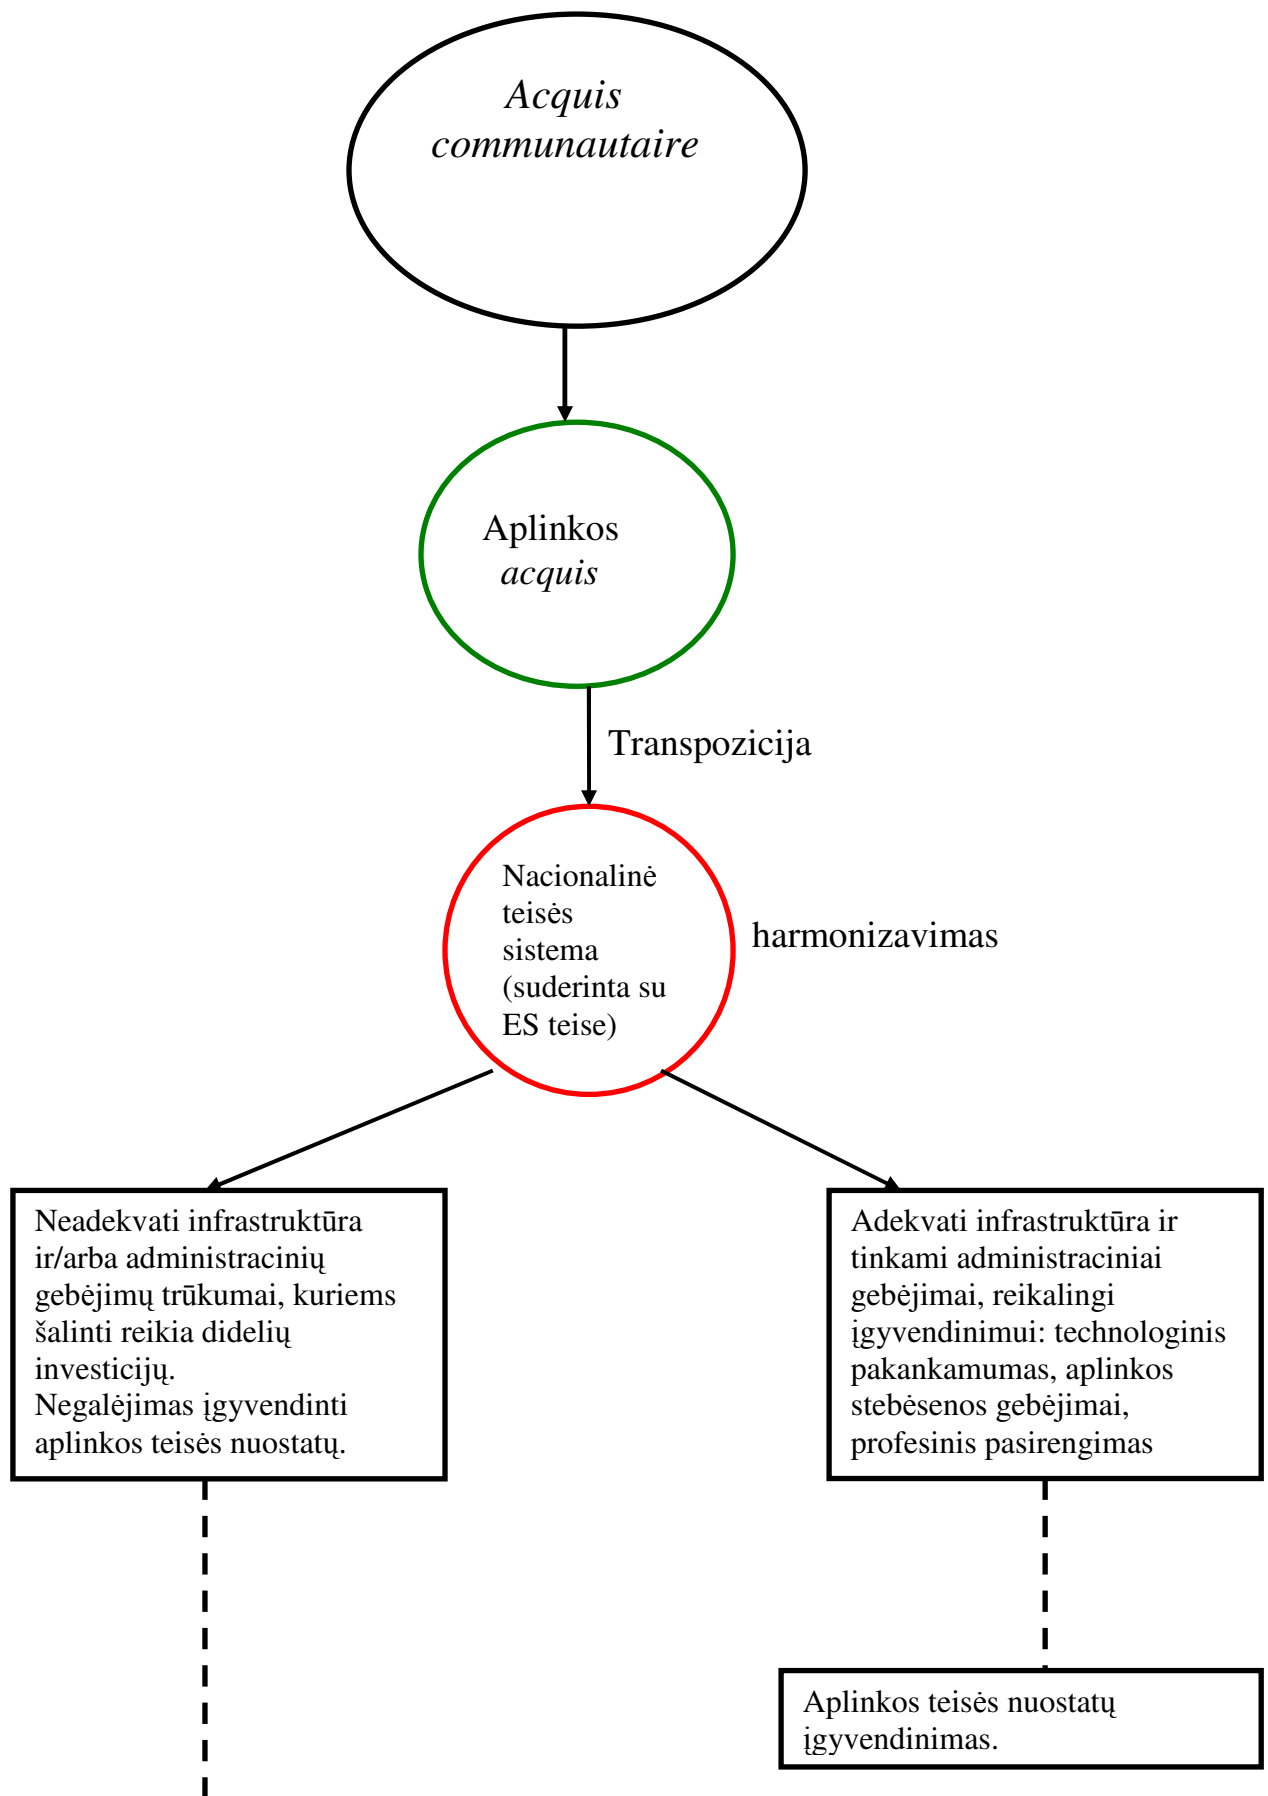 Acquis
communautaire
Aplinkos
acquis
Transpozicija
Nacionalinė
teisės
sistema
(suderinta su
ES teise)
harmonizavimas
Neadekvati infrastruktūra
ir/arba administracinių
gebėjimų trūkumai, kuriems
šalinti reikia didelių
investicijų.
Negalėjimas įgyvendinti
aplinkos teisės nuostatų.
Adekvati infrastruktūra ir
tinkami administraciniai
gebėjimai, reikalingi
įgyvendinimui: technologinis
pakankamumas, aplinkos
stebėsenos gebėjimai,
profesinis pasirengimas
Aplinkos teisės nuostatų
įgyvendinimas.